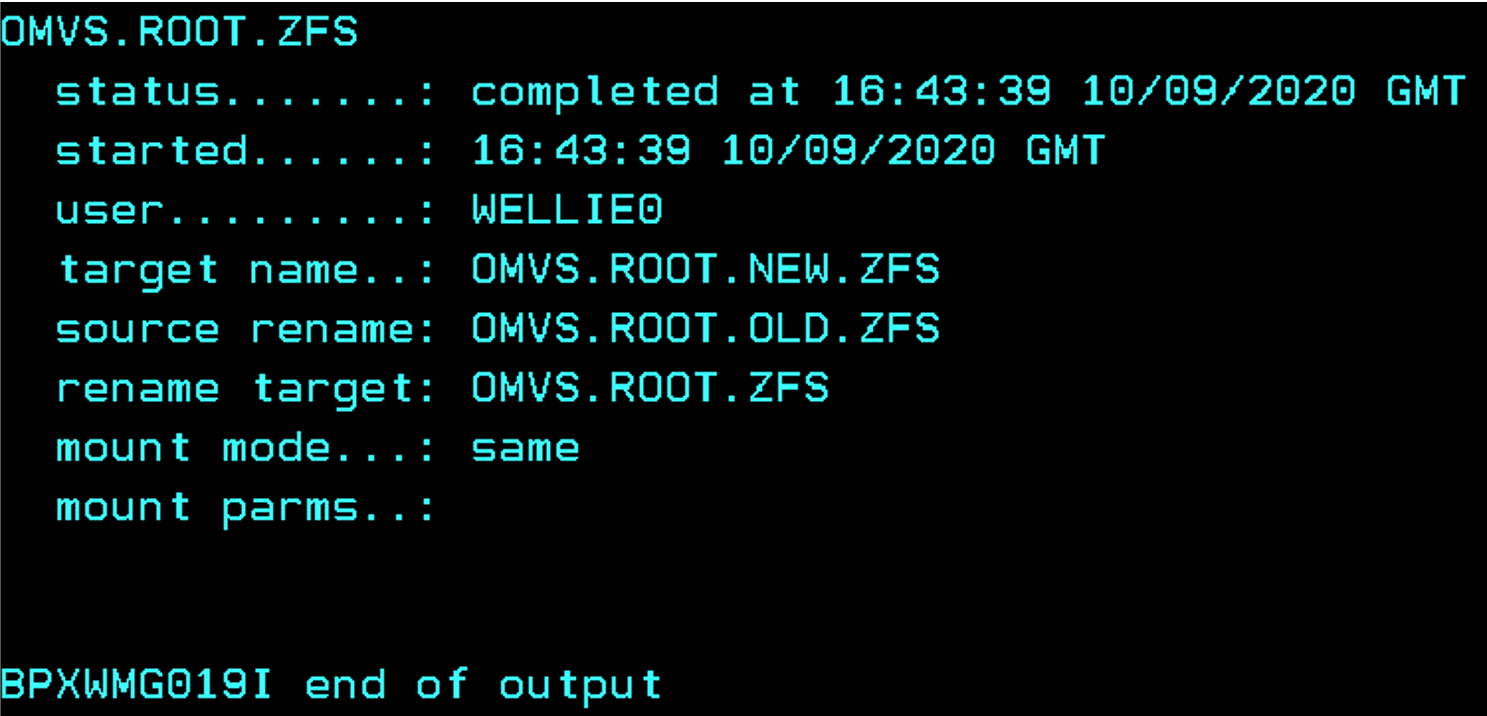 OMVS.ROOT.ZFS
status.......: completed at 16:43:39 10/09/2020 GMT
started......: 16:43:39 10/09/2020 GMT
user.........: WELLIE0
target name..: OMVS.ROOT.NEW.ZFS
source rename: OMVS.ROOT.OLD.ZFS
rename target: OMVS.ROOT.ZFS
mount mode...: same
mount parms..:
BPXWMG019I end of output